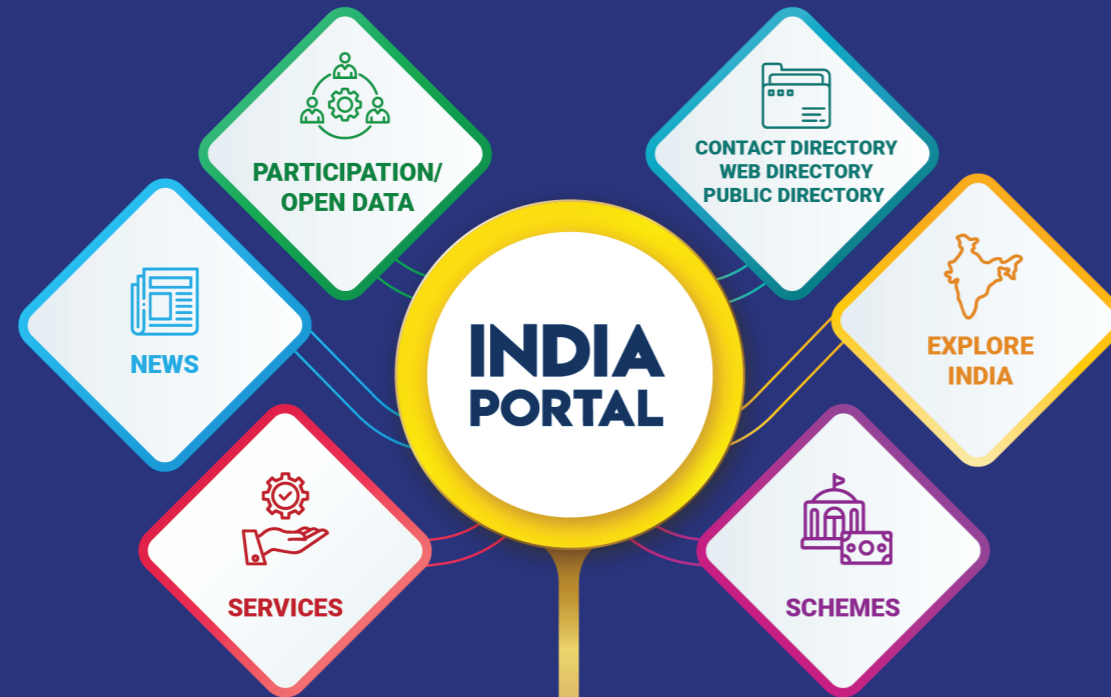 PARTICIPATION/
OPEN DATA
CONTACT DIRECTORY
WEB DIRECTORY
PUBLIC DIRECTORY
NEWS
INDIA
PORTAL
EXPLORE
INDIA
SERVICES
SCHEMES